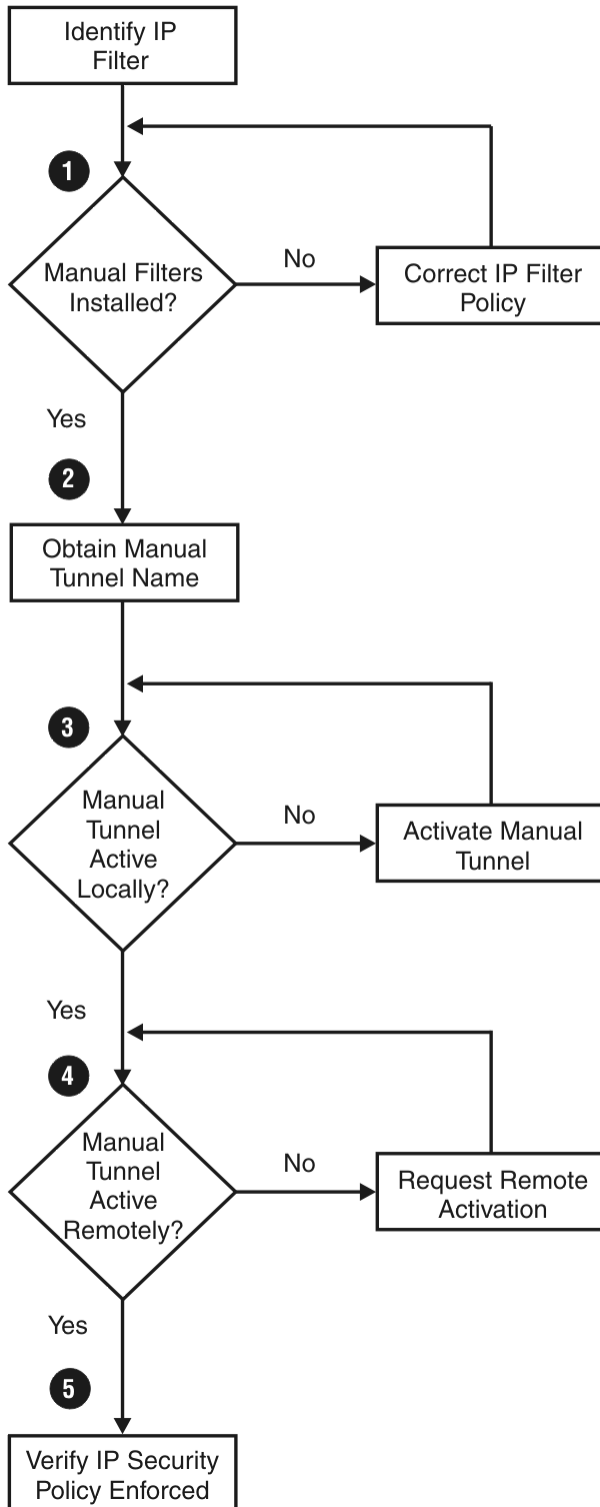 Identify IP
Filter
1
Manual Filters
Installed?
No
Correct IP Filter
Policy
Yes
2
Obtain Manual
Tunnel Name
3
Manual
Tunnel
Active
Locally?
No
Activate Manual
Tunnel
Yes
4
Manual
Tunnel
Active
Remotely?
No
Request Remote
Activation
Yes
5
Verify IP Security
Policy Enforced